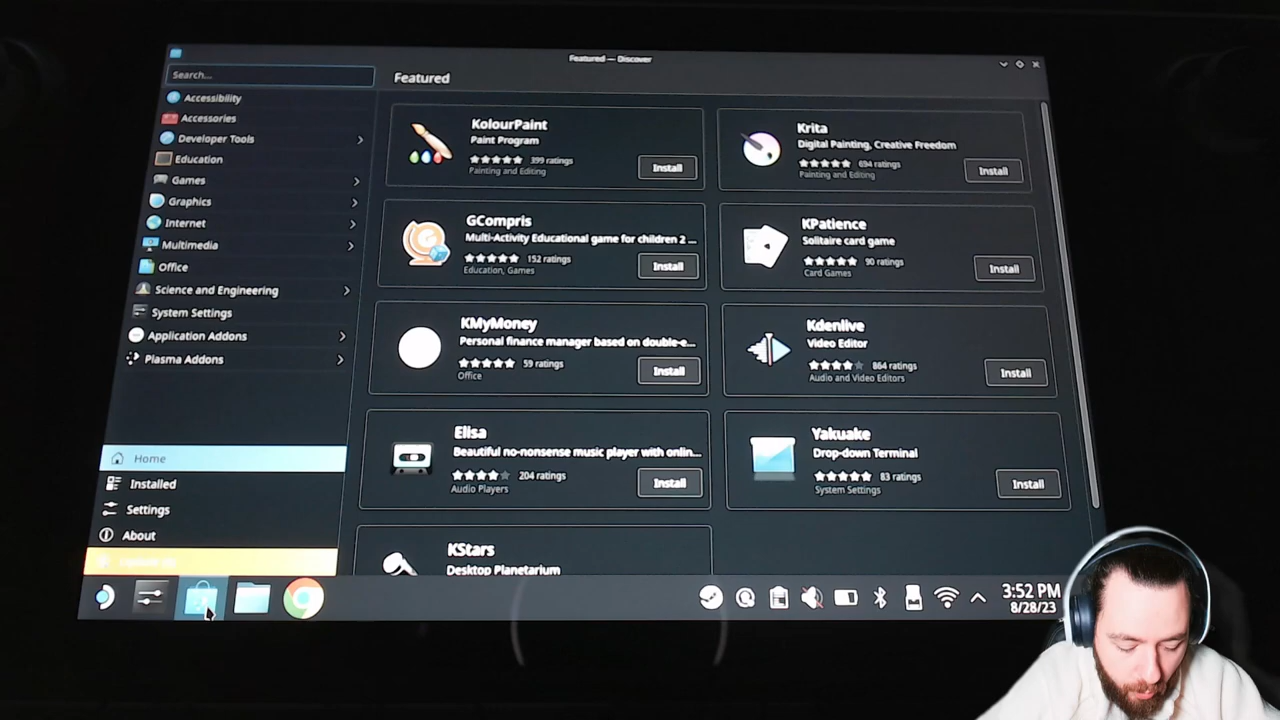 Featured — Discover
Search...
Featured
Accessibility
Accessories
Developer Tools
Education
Games
Graphics
Internet
Multimedia
Office
Science and Engineering
System Settings
Application Addons
Plasma Addons
Home
Installed
Settings
About
KolourPaint
Paint Program
399 ratings
Painting and Editing
Install
Krita
Digital Painting, Creative Freedom
694 ratings
Painting and Editing
Install
GCompris
Multi-Activity Educational game for children 2 ...
152 ratings
Education, Games
Install
KPatience
Solitaire card game
90 ratings
Card Games
Install
KMyMoney
Personal finance manager based on double-e...
59 ratings
Office
Install
Kdenlive
Video Editor
864 ratings
Audio and Video Editors
Install
Elisa
Beautiful no-nonsense music player with onlin...
204 ratings
Audio Players
Install
Yakuake
Drop-down Terminal
83 ratings
System Settings
Install
KStars
Desktop Planetarium
3:52 PM
8/28/23